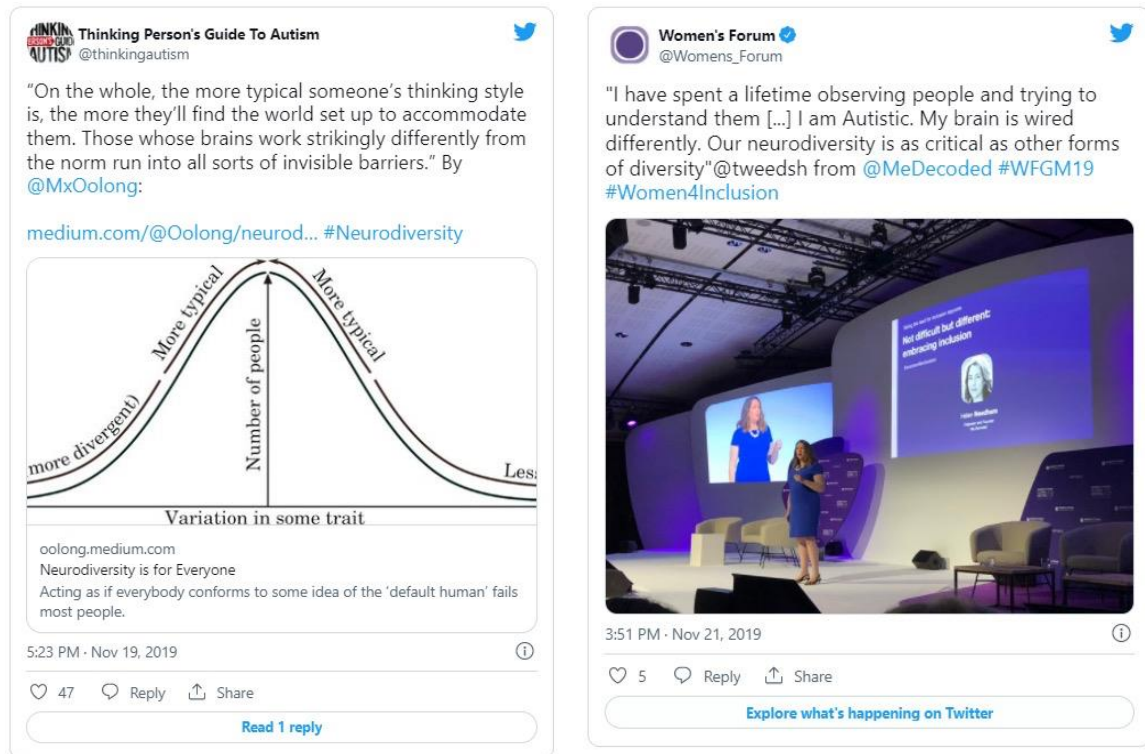 THINKING
PERSON'S GUIDE
AUTISM
Thinking Person's Guide To Autism
@thinkingautism
“On the whole, the more typical someone’s thinking style
is, the more they’ll find the world set up to accommodate
them. Those whose brains work strikingly differently from
the norm run into all sorts of invisible barriers.” By
@MxOolong:
medium.com/@Oolong/neurod... #Neurodiversity
more divergent)
More typical
Number of people
More typical
Less
Variation in some trait
oolong.medium.com
Neurodiversity is for Everyone
Acting as if everybody conforms to some idea of the ‘default human’ fails
most people.
5:23 PM · Nov 19, 2019
47 Reply Share
Read 1 reply
Women's Forum
@Womens_Forum
"I have spent a lifetime observing people and trying to
understand them [...] I am Autistic. My brain is wired
differently. Our neurodiversity is as critical as other forms
of diversity"@tweedsh from @MeDecoded #WFGM19
#Women4Inclusion
Not difficult but different:
embracing inclusion
Helen Needham
3:51 PM · Nov 21, 2019
5 Reply Share
Explore what's happening on Twitter